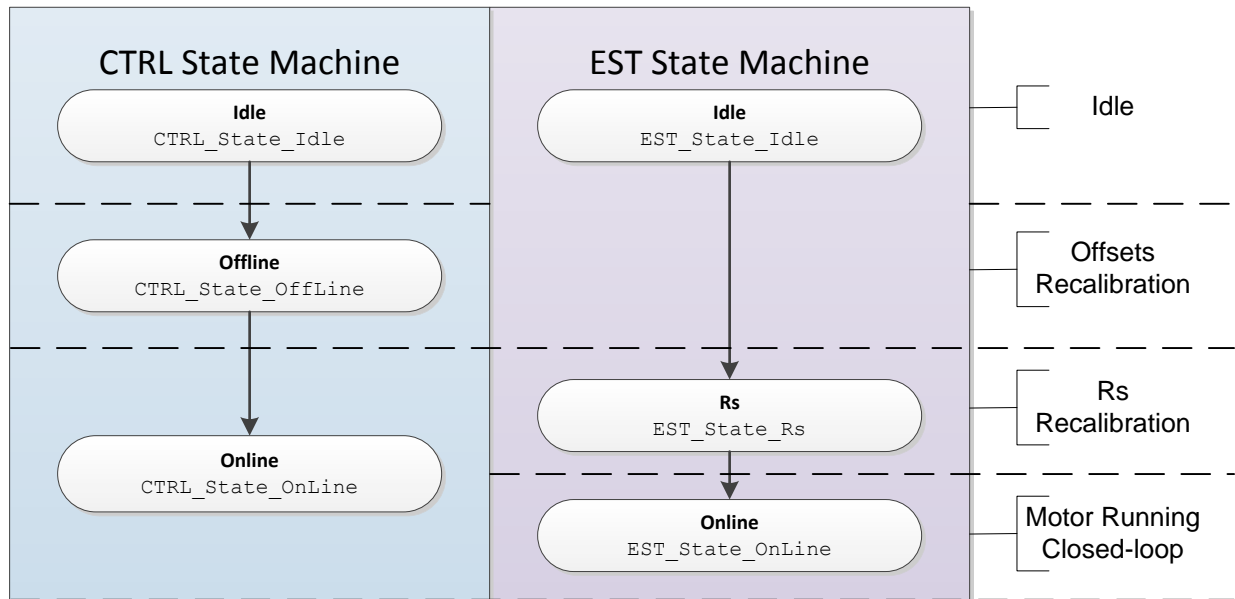 CTRL State Machine
EST State Machine
Idle
CTRL_State_Idle
Idle
EST_State_Idle
Idle
Offline
CTRL_State_OffLine
Offsets
Recalibration
Rs
EST_State_Rs
Rs
Recalibration
Online
CTRL_State_OnLine
Online
EST_State_OnLine
Motor Running
Closed-loop